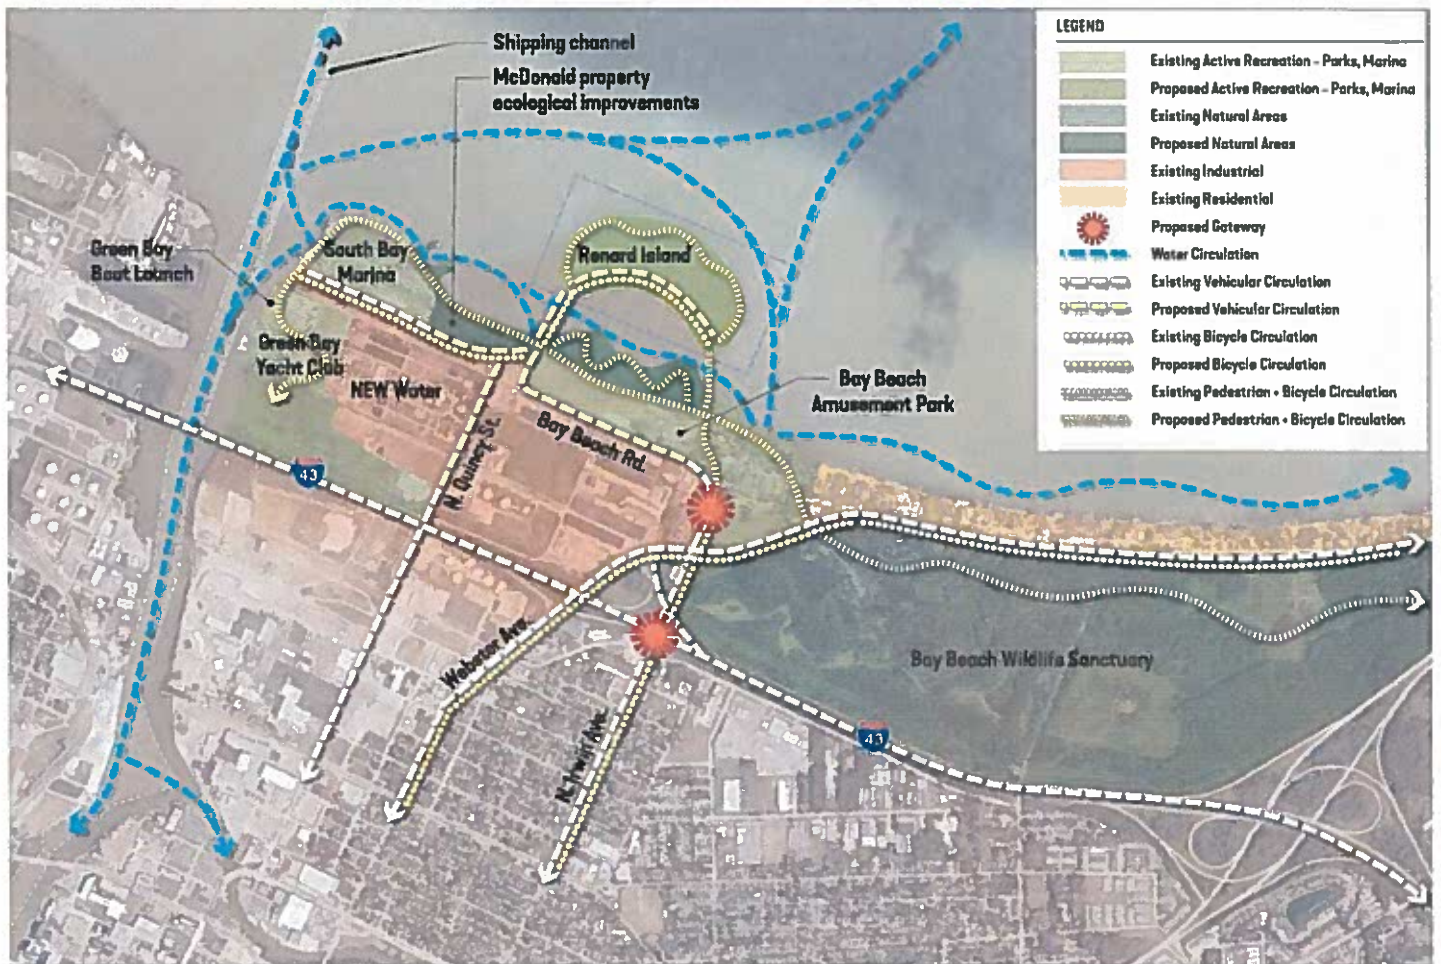 Shipping channel
McDonald property
ecological improvements
LEGEND
Existing Active Recreation - Parks, Marina
Proposed Active Recreation - Parks, Marina
Existing Natural Areas
Proposed Natural Areas
Existing Industrial
Existing Residential
Proposed Gateway
Water Circulation
Existing Vehicular Circulation
Proposed Vehicular Circulation
Existing Bicycle Circulation
Proposed Bicycle Circulation
Existing Pedestrian + Bicycle Circulation
Proposed Pedestrian + Bicycle Circulation
Green Bay
Boat Launch
South Bay
Marina
Renard Island
Green Bay
Yacht Club
NEW Water
Bay Beach
Amusement Park
N. Quincy St.
Bay Beach Rd.
43
Webster Ave.
N. Irwin Ave.
Bay Beach Wildlife Sanctuary
43